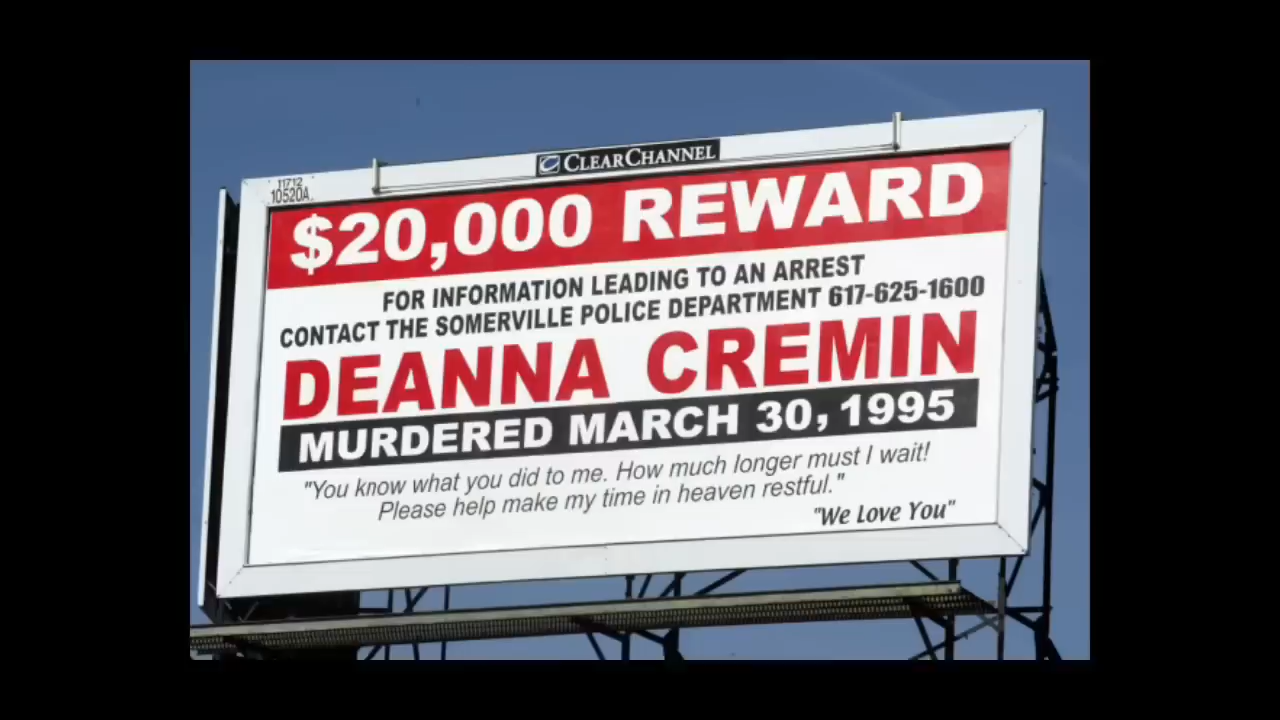 CLEARCHANNEL
11712
10520A
$20,000 REWARD
FOR INFORMATION LEADING TO AN ARREST
CONTACT THE SOMERVILLE POLICE DEPARTMENT 617-625-1600
DEANNA CREMIN
MURDERED MARCH 30, 1995
"You know what you did to me. How much longer must I wait!
Please help make my time in heaven restful."
"We Love You"